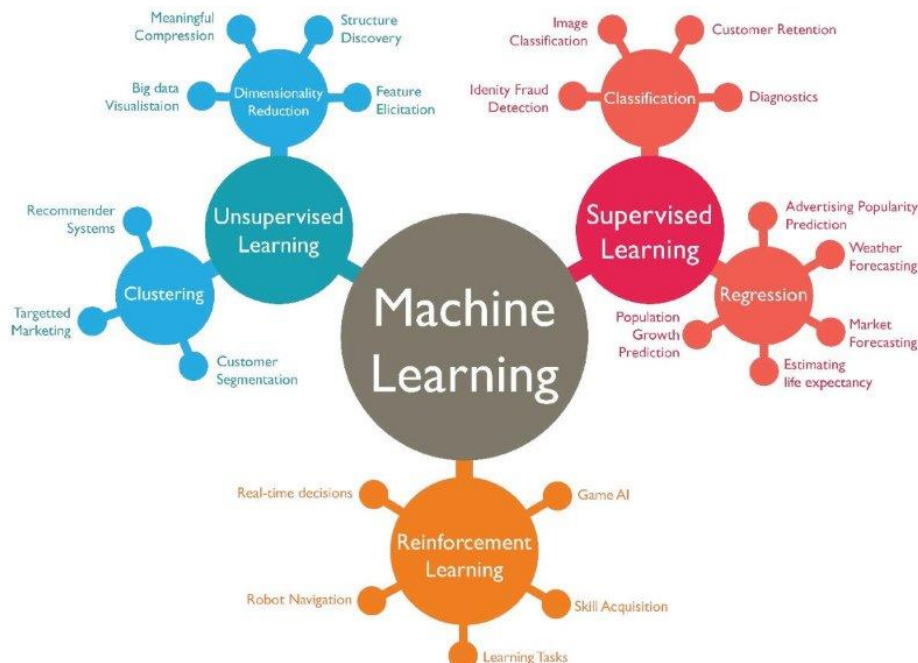 Meaningful
Compression
Structure
Discovery
Big data
Visualistaion
Dimensionality
Reduction
Feature
Elicitation
Image
Classification
Customer Retention
Idenity Fraud
Detection
Classification
Diagnostics
Recommender
Systems
Unsupervised
Learning
Clustering
Targetted
Marketing
Customer
Segmentation
Machine
Learning
Supervised
Learning
Advertising Popularity
Prediction
Weather
Forecasting
Regression
Population
Growth
Prediction
Market
Forecasting
Estimating
life expectancy
Real-time decisions
Game AI
Reinforcement
Learning
Robot Navigation
Skill Acquisition
Learning Tasks